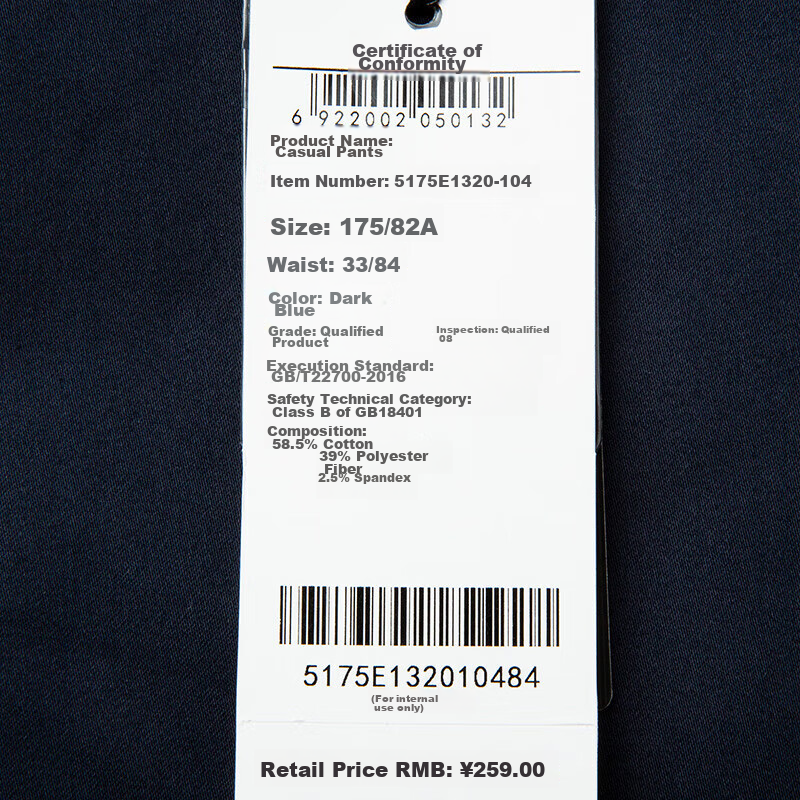 Certificate of
Conformity
6 922002 050132
Product Name:
Casual Pants
Item Number: 5175E1320-104
Size: 175/82A
Waist: 33/84
Color: Dark
Blue
Grade: Qualified
Product
Inspection: Qualified
08
Execution Standard:
GB/T22700-2016
Safety Technical Category:
Class B of GB18401
Composition:
58.5% Cotton
39% Polyester
Fiber
2.5% Spandex
5175E132010484
(For internal
use only)
Retail Price RMB: ¥259.00